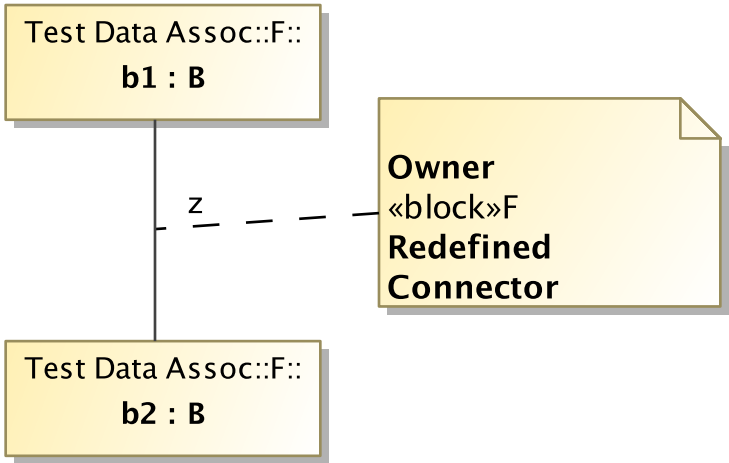 Test Data Assoc::F::
b1 : B
z
Owner
«block»F
Redefined
Connector
Test Data Assoc::F::
b2 : B